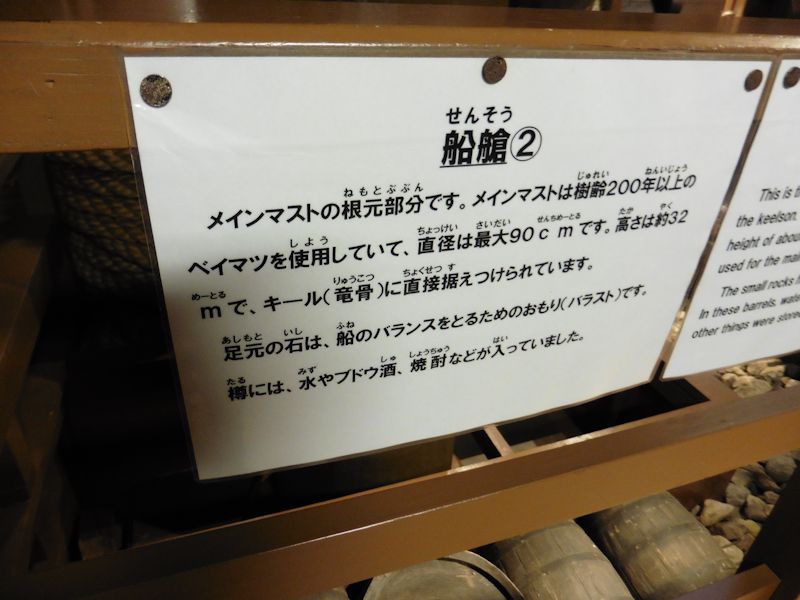 せんそう
船艙②
ねもとぶぶん じゅれい ねんいじょう
メインマストの根元部分です。メインマストは樹齢200年以上の
しよう ちょっけい さいだい せんちめーとる たか やく
ベイマツを使用していて、直径は最大90cmです。高さは約32
めーとる りゅうこつ ちょくせつ す
mで、キール(竜骨)に直接据えつけられています。
あしもと いし ふね
足元の石は、船のバランスをとるためのおもり(バラスト)です。
たる みず しゅ しょうちゅう はい
樽には、水やブドウ酒、焼酎などが入っていました。
This is th
the keelson.
height of abou
used for the mai
The small rocks
In these barrels, wate
other things were store